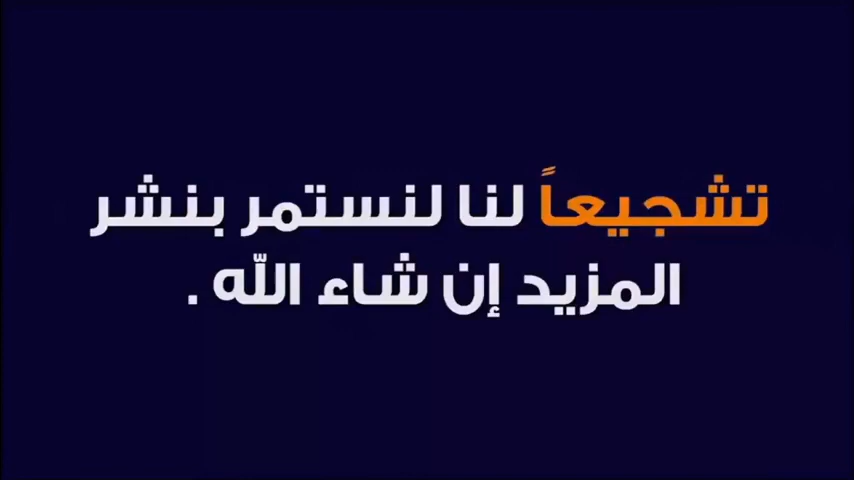 تشجيعاً لنا لنستمر بنشر
المزيد إن شاء الله .